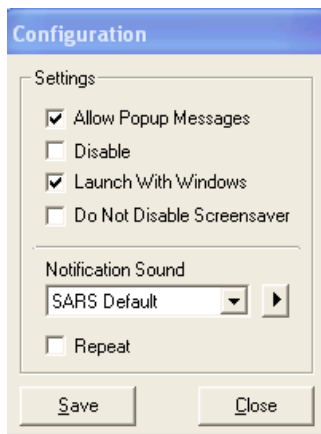 Configuration
Settings
Allow Popup Messages
Disable
Launch With Windows
Do Not Disable Screensaver
Notification Sound
SARS Default
Repeat
Save Close